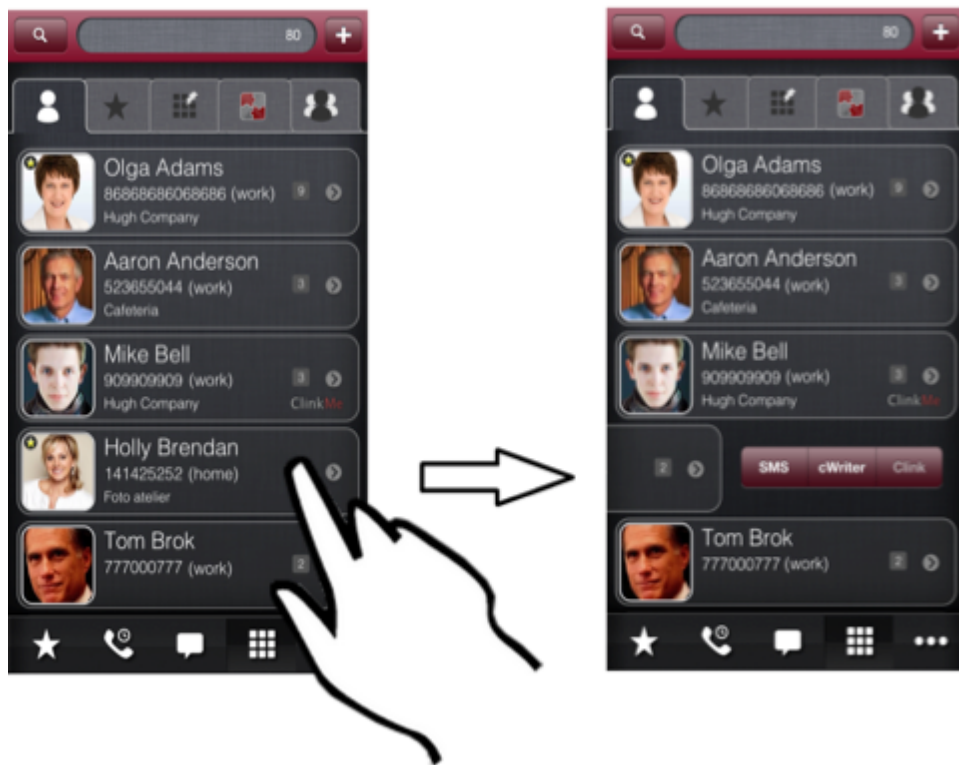 80
Olga Adams
86868686068686 (work)
9
Hugh Company
Aaron Anderson
523655044 (work)
3
Cafeteria
Mike Bell
909909909 (work)
3
Hugh Company
ClinkMe
Holly Brendan
141425252 (home)
Foto atelier
Tom Brok
777000777 (work)
2
80
Olga Adams
86868686068686 (work)
9
Hugh Company
Aaron Anderson
523655044 (work)
3
Cafeteria
Mike Bell
909909909 (work)
3
Hugh Company
ClinkMe
2
SMS cWriter Clink
Tom Brok
777000777 (work)
2